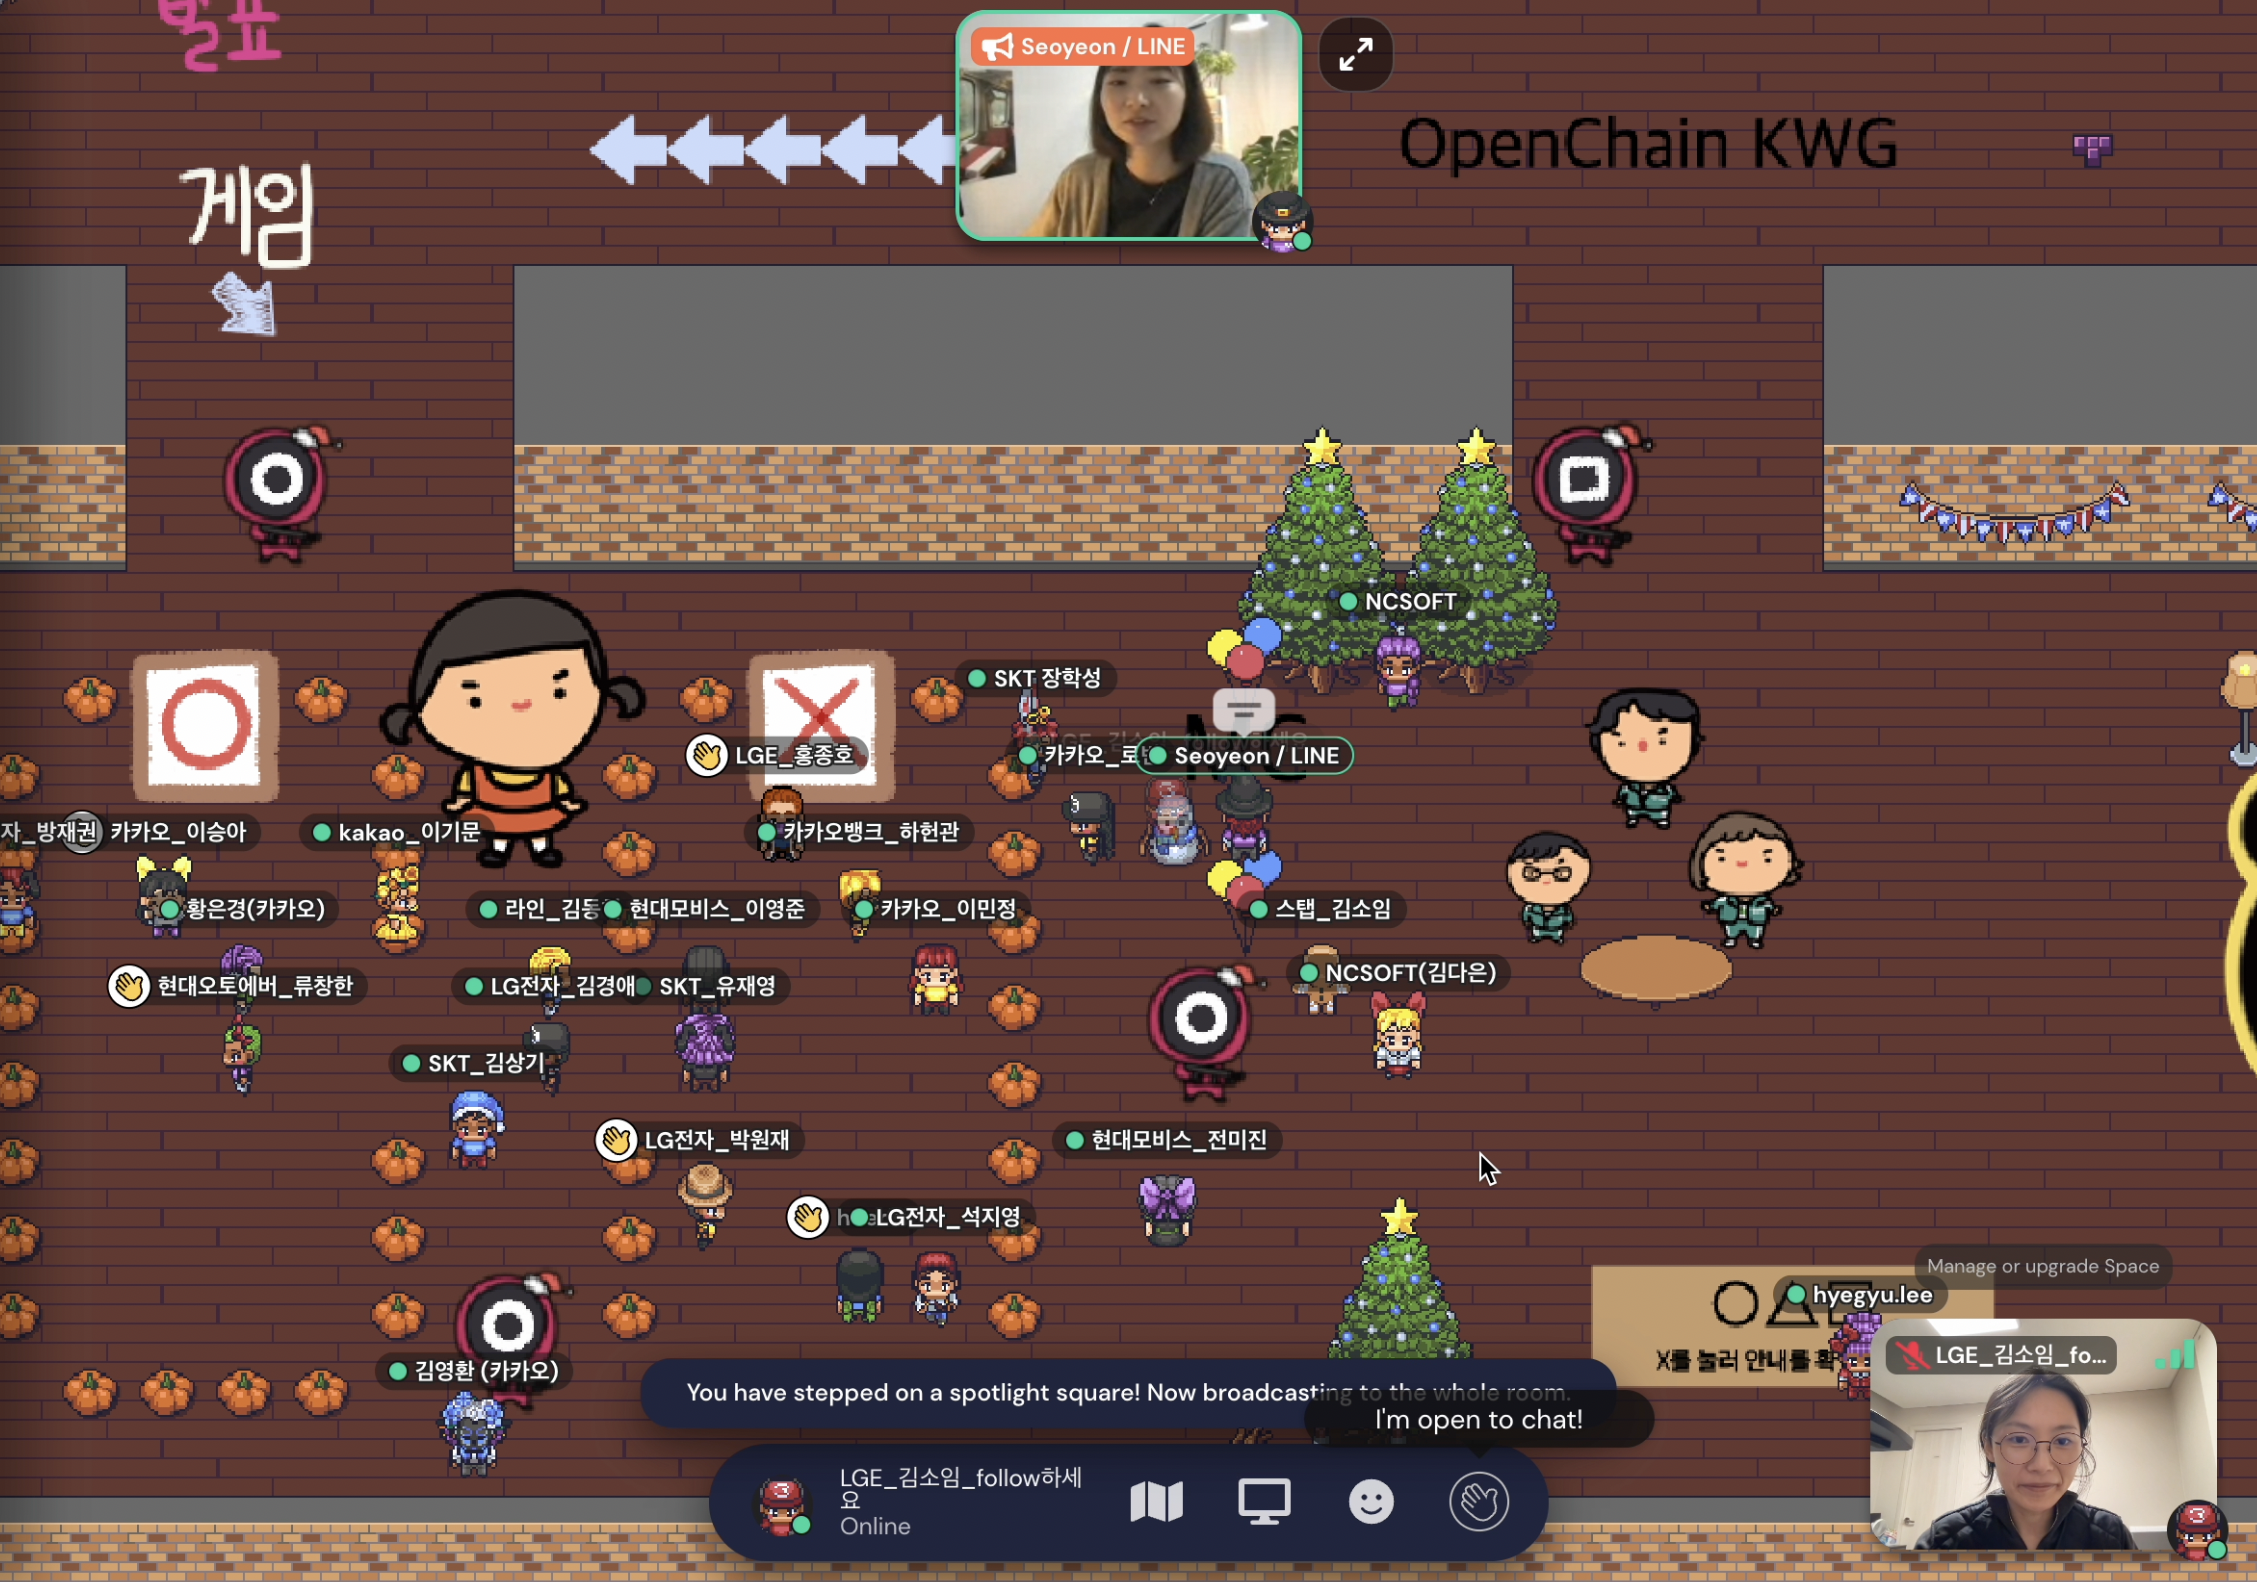 발표
Seoyeon / LINE
OpenChain KWG
게임
NCSOFT
SKT 장학성
LGE_홍종호
카카오_로
Seoyeon / LINE
자_방재권
카카오_이승아
kakao_이기문
카카오뱅크_하헌관
黄은경(카카오)
라인_김동
현대모비스_이영준
카카오_이민정
스탭_김소임
현대오토에버_류창한
LG전자_김경애
SKT_유재영
NCSOFT(김다은)
SKT_김상기
LG전자_박원재
현대모비스_전미진
LG전자_석지영
Manage or upgrade Space
hyegyu.lee
X를 눌러 안내를
LGE_김소임_fo...
김영환 (카카오)
You have stepped on a spotlight square! Now broadcasting to the whole room.
I'm open to chat!
LGE_김소임_follow하세
요
Online